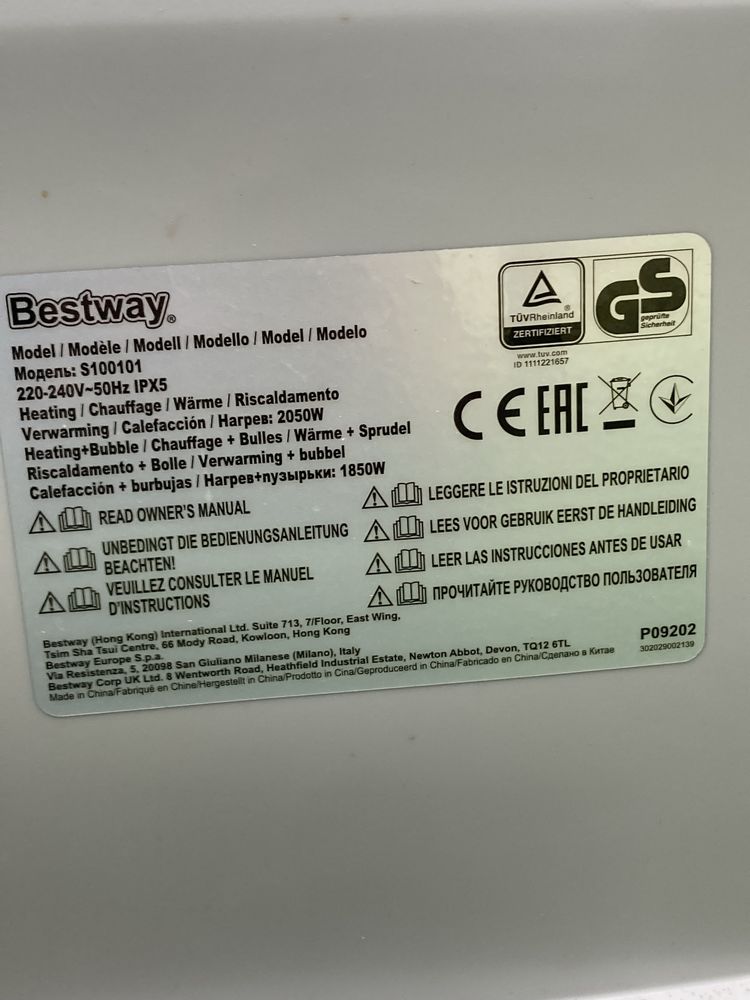 Bestway®
Model / Modèle / Modell / Modello / Model / Modelo
Модель: S100101
220-240V~50Hz IPX5
Heating / Chauffage / Wärme / Riscaldamento
Verwarming / Calefacción / Нагрев: 2050W
Heating+Bubble / Chauffage + Bulles / Wärme + Sprudel
Riscaldamento + Bolle / Verwarming + bubbel
Calefacción + burbujas / Нагрев+пузырьки: 1850W
TÜVRheinland®
ZERTIFIZIERT
www.tuv.com
ID 1111221657
GS
geprüfte
Sicherheit
CE EAC
READ OWNER'S MANUAL
UNBEDINGT DIE BEDIENUNGSANLEITUNG
BEACHTEN!
VEUILLEZ CONSULTER LE MANUEL
D'INSTRUCTIONS
LEGGERE LE ISTRUZIONI DEL PROPRIETARIO
LEES VOOR GEBRUIK EERST DE HANDLEIDING
LEER LAS INSTRUCCIONES ANTES DE USAR
ПРОЧИТАЙТЕ РУКОВОДСТВО ПОЛЬЗОВАТЕЛЯ
Bestway (Hong Kong) International Ltd. Suite 713, 7/Floor, East Wing,
Tsim Sha Tsui Centre, 66 Mody Road, Kowloon, Hong Kong
Bestway Europe S.p.a.
Via Resistenza, 5, 20098 San Giuliano Milanese (Milano), Italy
Bestway Corp UK Ltd. 8 Wentworth Road, Heathfield Industrial Estate, Newton Abbot, Devon, TQ12 6TL
Made in China/Fabriqué en Chine/Hergestellt in China/Prodotto in Cina/Geproduceerd in China/Fabricado en China/Сделано в Китае
P09202
302029002139